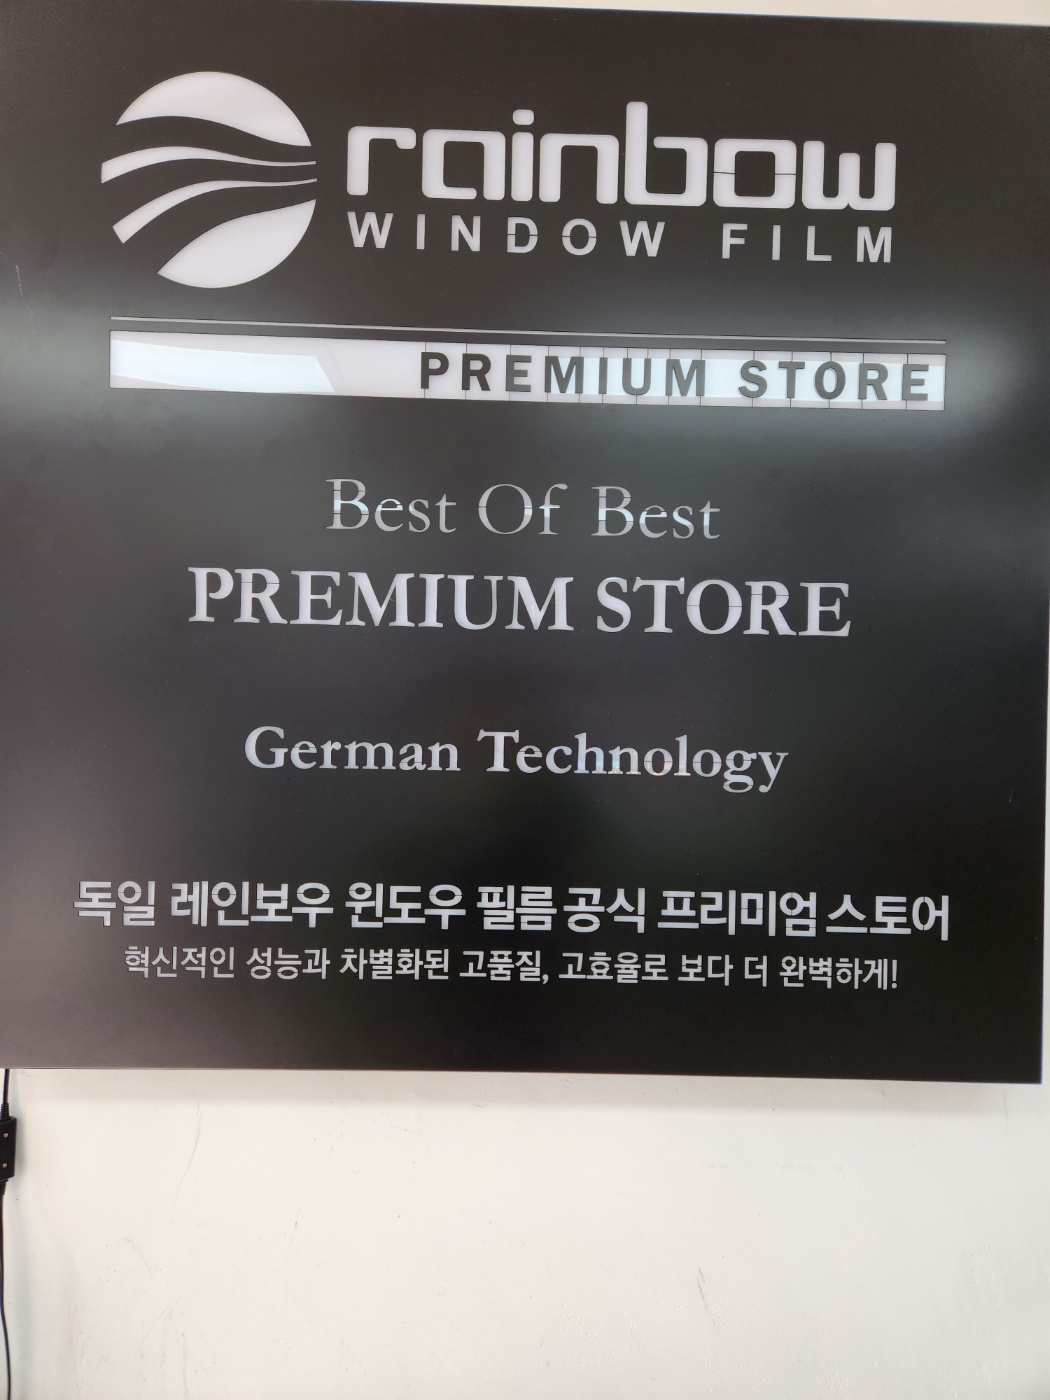 rainbow
WINDOW FILM
PREMIUM STORE
Best Of Best
PREMIUM STORE
German Technology
독일 레인보우 윈도우 필름 공식 프리미엄 스토어
혁신적인 성능과 차별화된 고품질, 고효율로 보다 더 완벽하게!